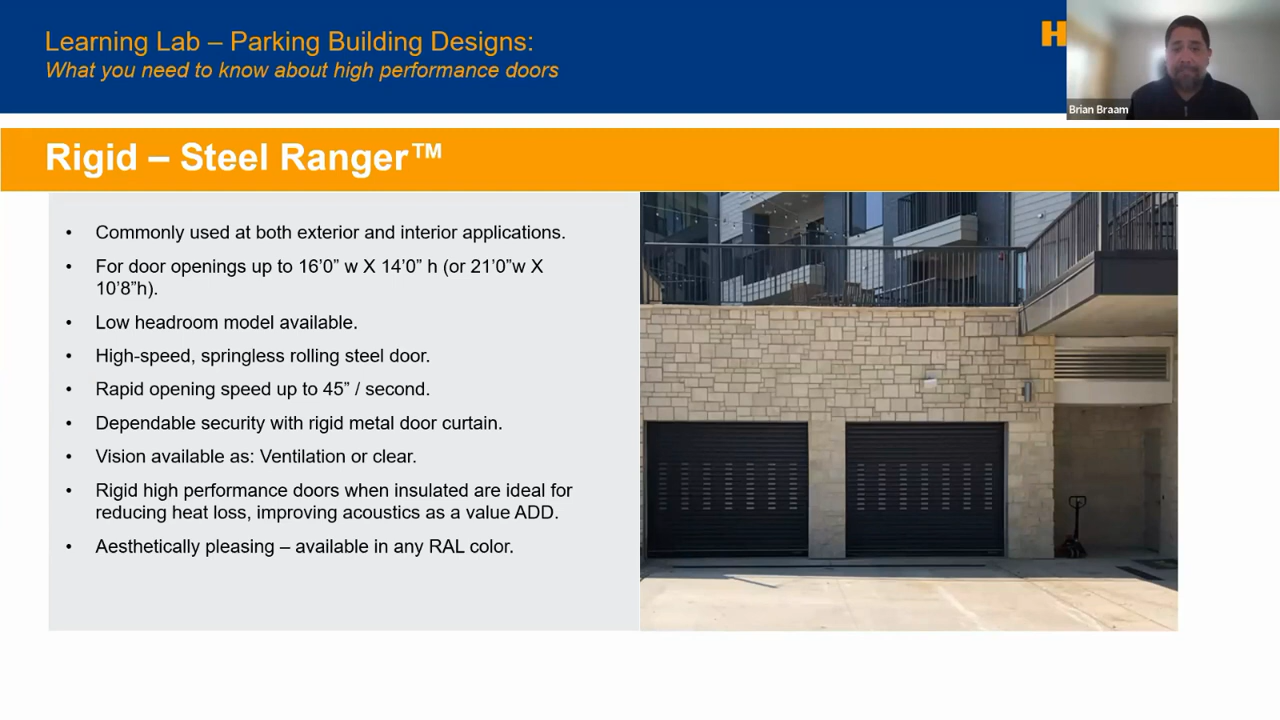 Learning Lab – Parking Building Designs:
What you need to know about high performance doors
H
Brian Braam
Rigid – Steel Ranger™
• Commonly used at both exterior and interior applications.
• For door openings up to 16’0” w X 14’0” h (or 21’0”w X
10’8”h).
• Low headroom model available.
• High-speed, springless rolling steel door.
• Rapid opening speed up to 45” / second.
• Dependable security with rigid metal door curtain.
• Vision available as: Ventilation or clear.
• Rigid high performance doors when insulated are ideal for
reducing heat loss, improving acoustics as a value ADD.
• Aesthetically pleasing – available in any RAL color.